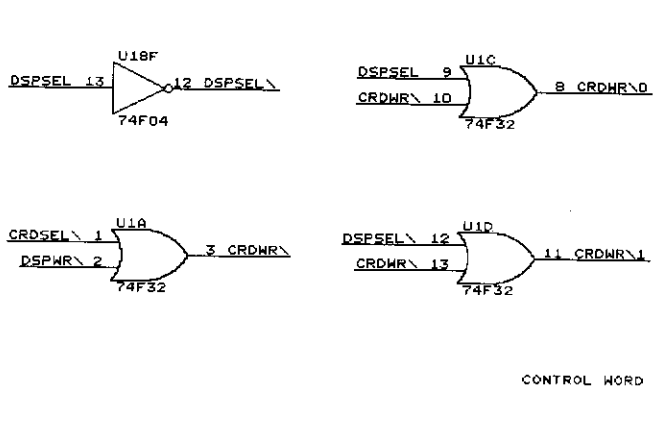 U18F
DSPSEL 13 12 DSPSEL\
74F04
U1C
DSPSEL 9
CRDWR\ 10 8 CRDWR\0
74F32
U1A
CRDSEL\ 1
DSPWR\ 2 3 CRDWR\
74F32
U1D
DSPSEL\ 12
CRDWR\ 13 11 CRDWR\1
74F32
CONTROL WORD